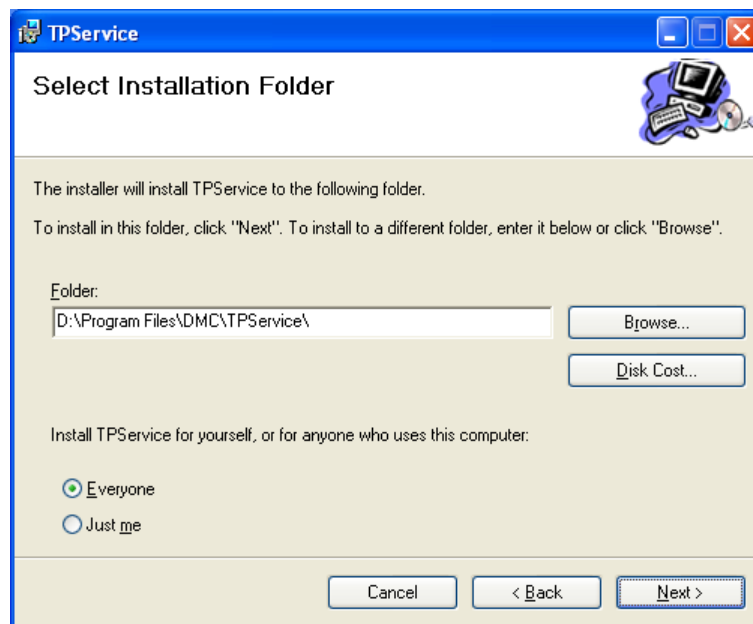 TPService
Select Installation Folder
The installer will install TPService to the following folder.
To install in this folder, click "Next". To install to a different folder, enter it below or click "Browse".
Folder:
D:\Program Files\DMC\TPService\
Browse...
Disk Cost...
Install TPService for yourself, or for anyone who uses this computer:
Everyone
Just me
Cancel
< Back
Next >